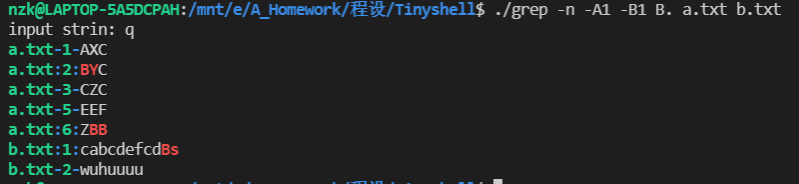 nzk@LAPTOP-5A5DCPAH:/mnt/e/A_Homework/程设/Tinyshell$ ./grep -n -A1 -B1 B. a.txt b.txt
input strin: q
a.txt-1-AXC
a.txt:2:BYC
a.txt-3-CZC
a.txt-5-EEF
a.txt:6:ZBB
b.txt:1:cabcdefcdBs
b.txt-2-wuhuuuu